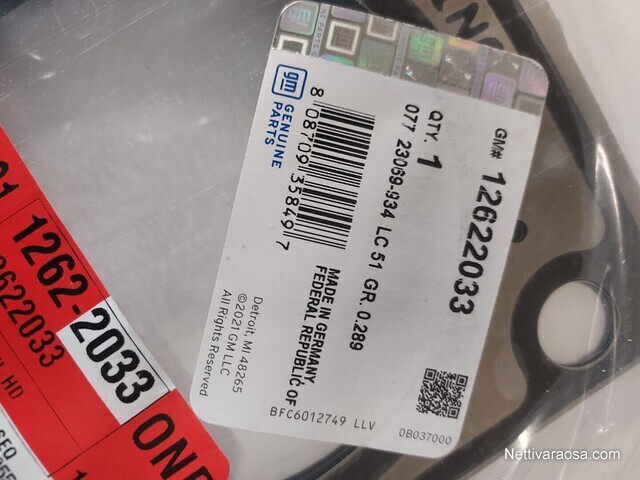 GM# 12622033
QTY. 1
077 23069-934 LC 51 GR. 0.289
8 08709 35849 7
MADE IN GERMANY,
FEDERAL REPUBLIC OF
gm GENUINE
PARTS
Detroit, MI 48265
©2021 GM LLC
All Rights Reserved
BFC6012749 LLV
0B037000
1262-2033
2622033
HD
ONE
Nettivaraosa.com